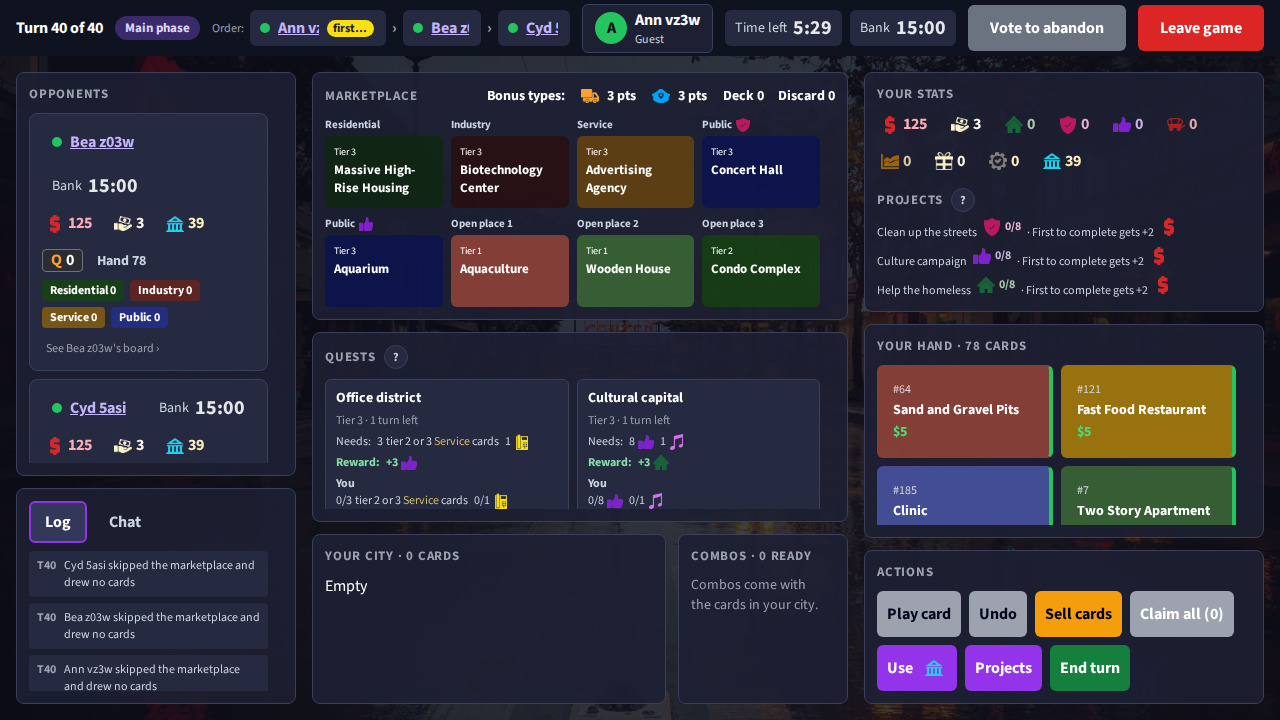 Turn 40 of 40
Main phase
Order:
Ann vz
first...
›
Bea z
›
Cyd 5
A
Ann vz3w
Guest
Time left 5:29
Bank 15:00
Vote to abandon
Leave game
OPPONENTS
Bea z03w
Bank 15:00
125 3 39
Q 0
Hand 78
Residential 0
Industry 0
Service 0
Public 0
See Bea z03w's board ›
Cyd 5asi
Bank 15:00
125 3 39
Log
Chat
T40 Cyd 5asi skipped the marketplace and
drew no cards
T40 Bea z03w skipped the marketplace and
drew no cards
T40 Ann vz3w skipped the marketplace
and drew no cards
MARKETPLACE
Bonus types: 3 pts 3 pts Deck 0 Discard 0
Residential
Tier 3
Massive High-
Rise Housing
Industry
Tier 3
Biotechnology
Center
Service
Tier 3
Advertising
Agency
Public
Tier 3
Concert Hall
Public
Tier 3
Aquarium
Open place 1
Tier 1
Aquaculture
Open place 2
Tier 1
Wooden House
Open place 3
Tier 2
Condo Complex
QUESTS ?
Office district
Tier 3 · 1 turn left
Needs: 3 tier 2 or 3 Service cards 1
Reward: +3
You
0/3 tier 2 or 3 Service cards 0/1
Cultural capital
Tier 3 · 1 turn left
Needs: 8 1
Reward: +3
You
0/8 0/1
YOUR CITY · 0 CARDS
Empty
COMBOS · 0 READY
Combos come with
the cards in your city.
YOUR STATS
125 3 0 0 0 0
0 0 0 39
PROJECTS ?
Clean up the streets 0/8 · First to complete gets +2
Culture campaign 0/8 · First to complete gets +2
Help the homeless 0/8 · First to complete gets +2
YOUR HAND · 78 CARDS
#64
Sand and Gravel Pits
$5
#121
Fast Food Restaurant
$5
#185
Clinic
#7
Two Story Apartment
ACTIONS
Play card
Undo
Sell cards
Claim all (0)
Use
Projects
End turn